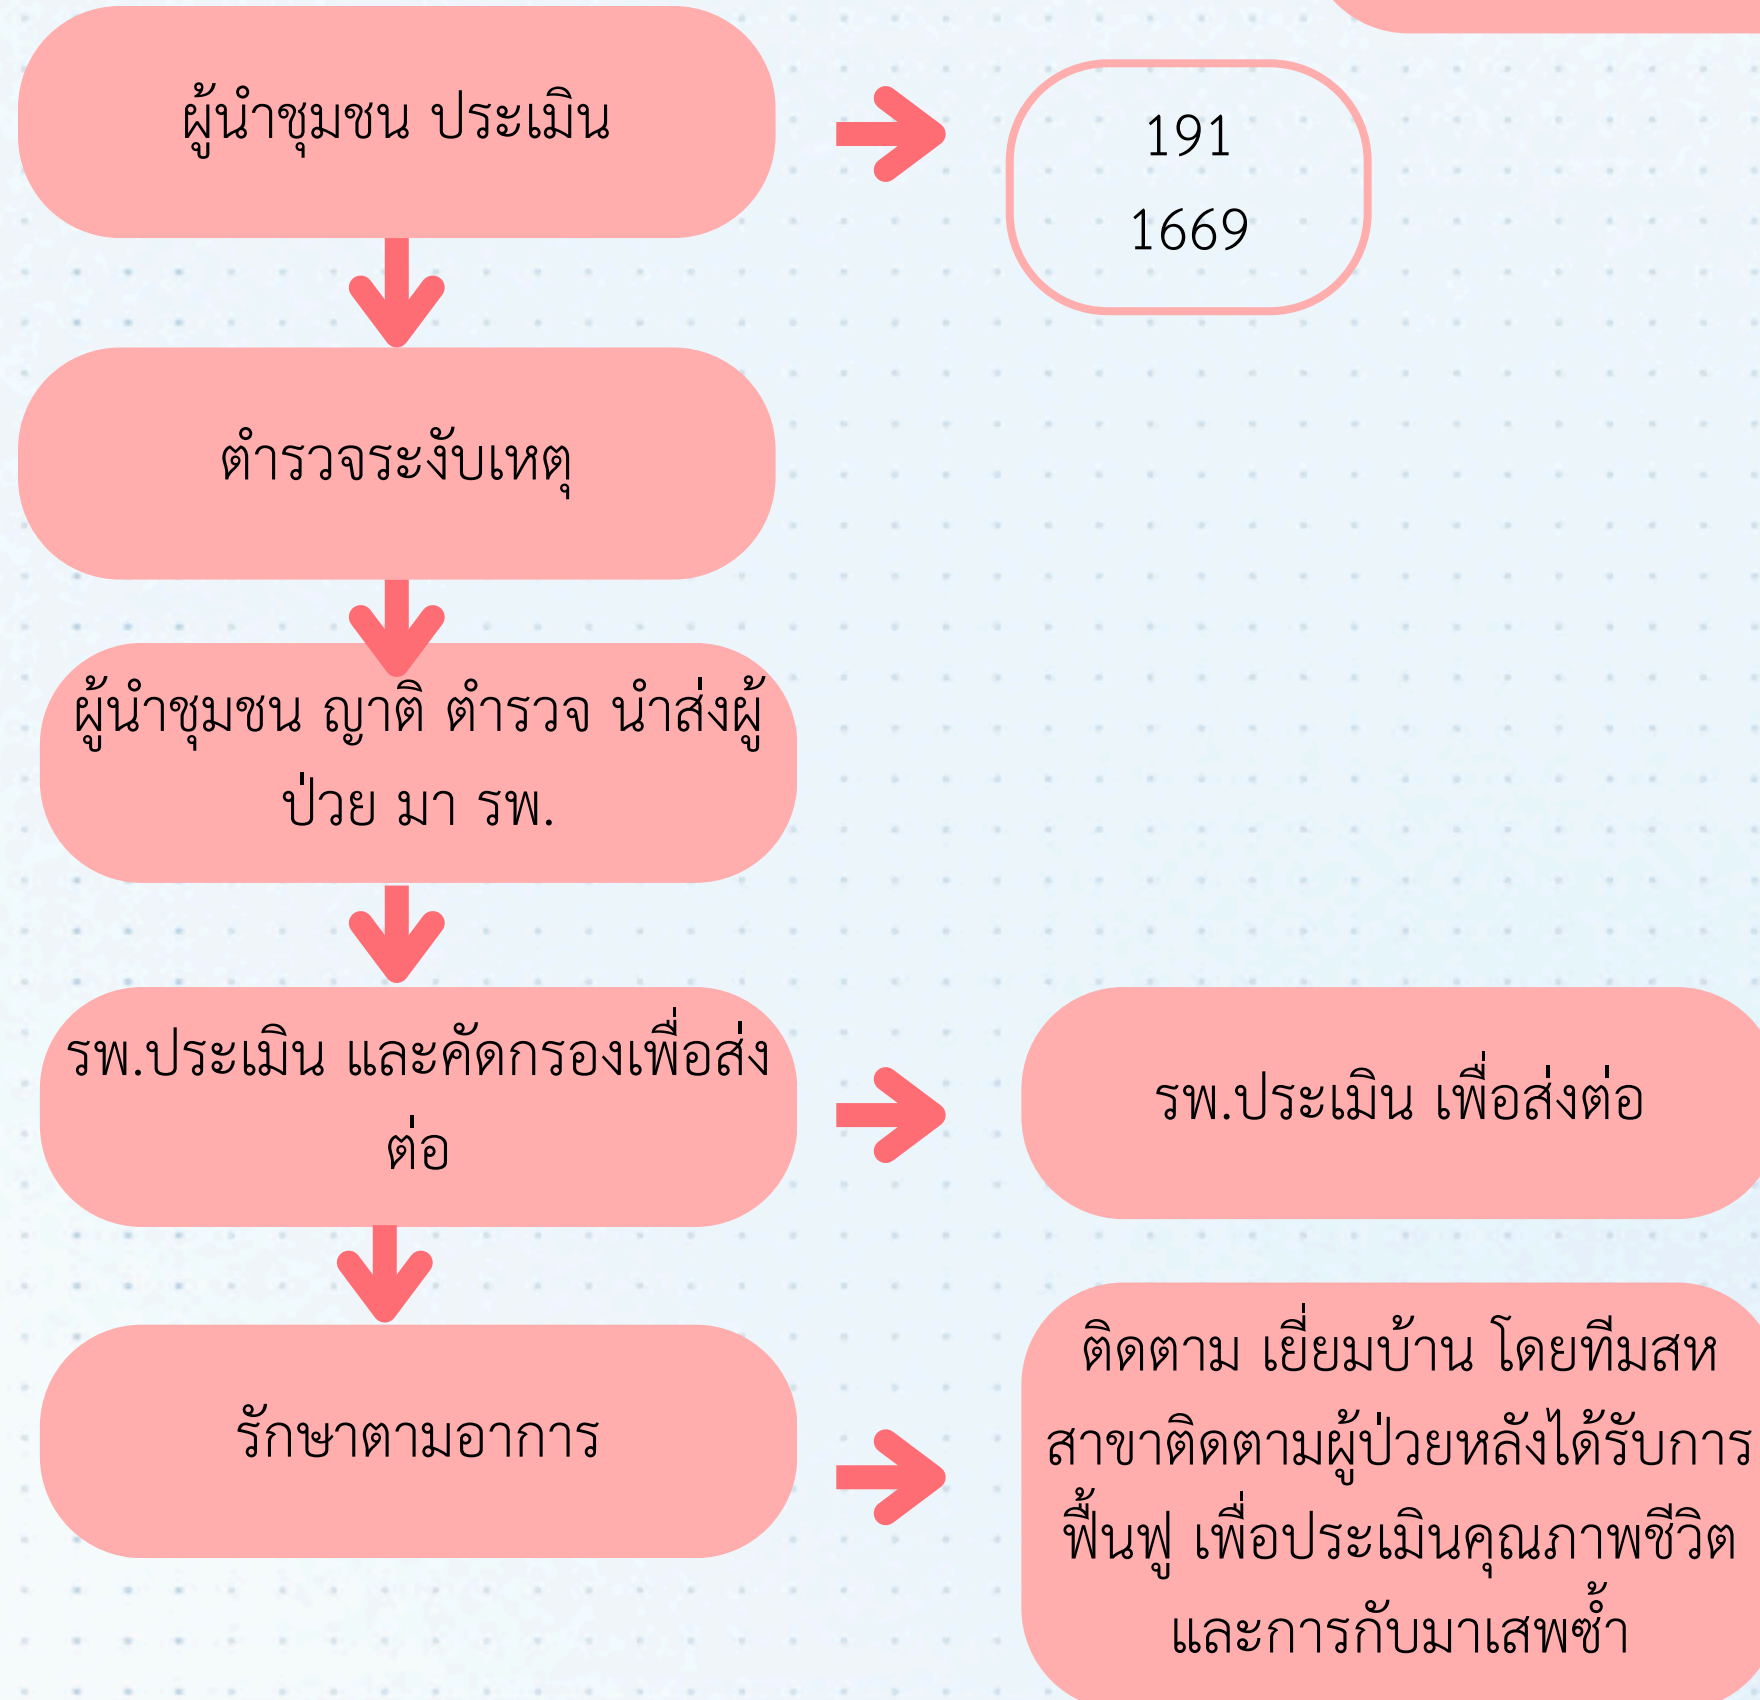 ผู้นำชุมชน ประเมิน
191
1669
ตำรวจระงับเหตุ
ผู้นำชุมชน ญาติ ตำรวจ นำส่งผู้
ป่วย มา รพ.
รพ.ประเมิน และคัดกรองเพื่อส่ง
ต่อ
รพ.ประเมิน เพื่อส่งต่อ
รักษาตามอาการ
ติดตาม เยี่ยมบ้าน โดยทีมสห
สาขาติดตามผู้ป่วยหลังได้รับการ
ฟื้นฟู เพื่อประเมินคุณภาพชีวิต
และการกับมาเสพซ้ำ